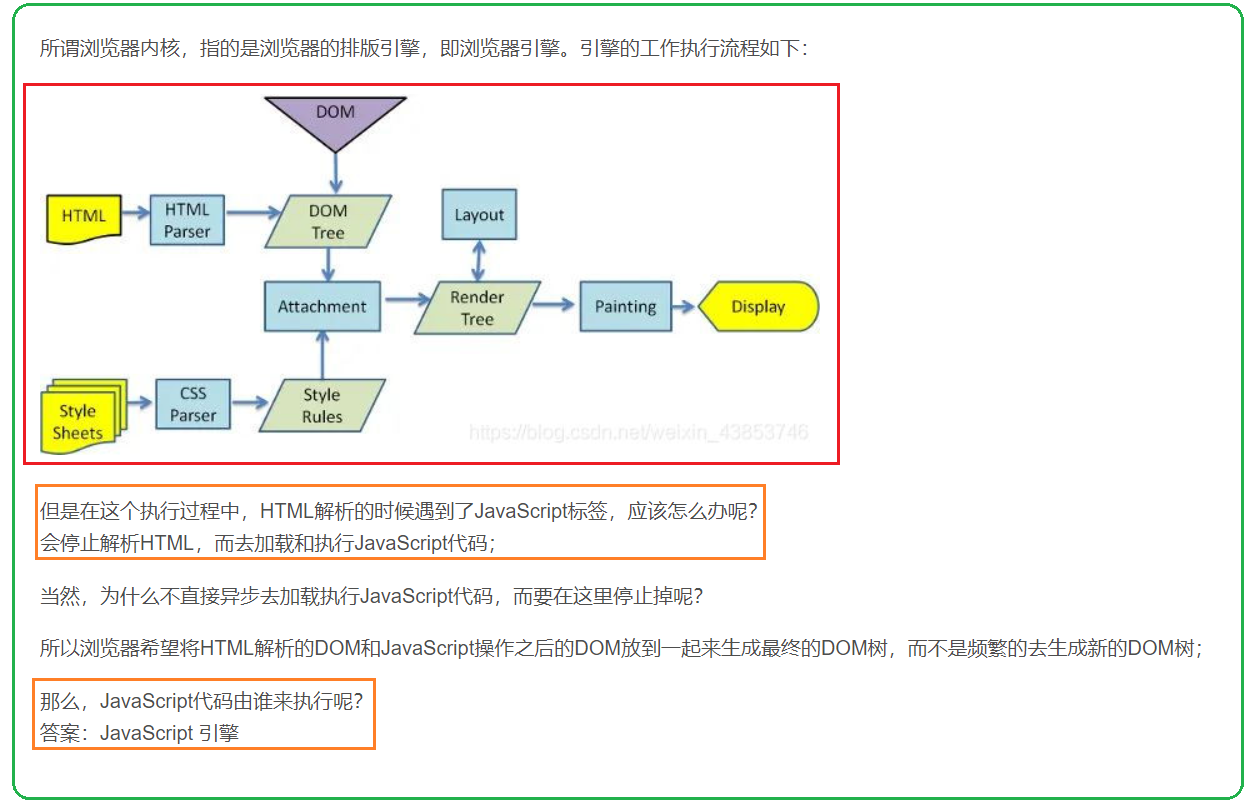 所谓浏览器内核，指的是浏览器的排版引擎，即浏览器引擎。引擎的工作执行流程如下：
DOM
HTML
HTML
Parser
DOM
Tree
Layout
Attachment
Render
Tree
Painting
Display
Style
Sheets
CSS
Parser
Style
Rules
https://blog.csdn.net/weixin_43853746
但是在这个执行过程中，HTML解析的时候遇到了JavaScript标签，应该怎么办呢？
会停止解析HTML，而去加载和执行JavaScript代码；
当然，为什么不直接异步去加载执行JavaScript代码，而要在这里停止掉呢？
所以浏览器希望将HTML解析的DOM和JavaScript操作之后的DOM放到一起来生成最终的DOM树，而不是频繁的去生成新的DOM树；
那么，JavaScript代码由谁来执行呢？
答案：JavaScript 引擎